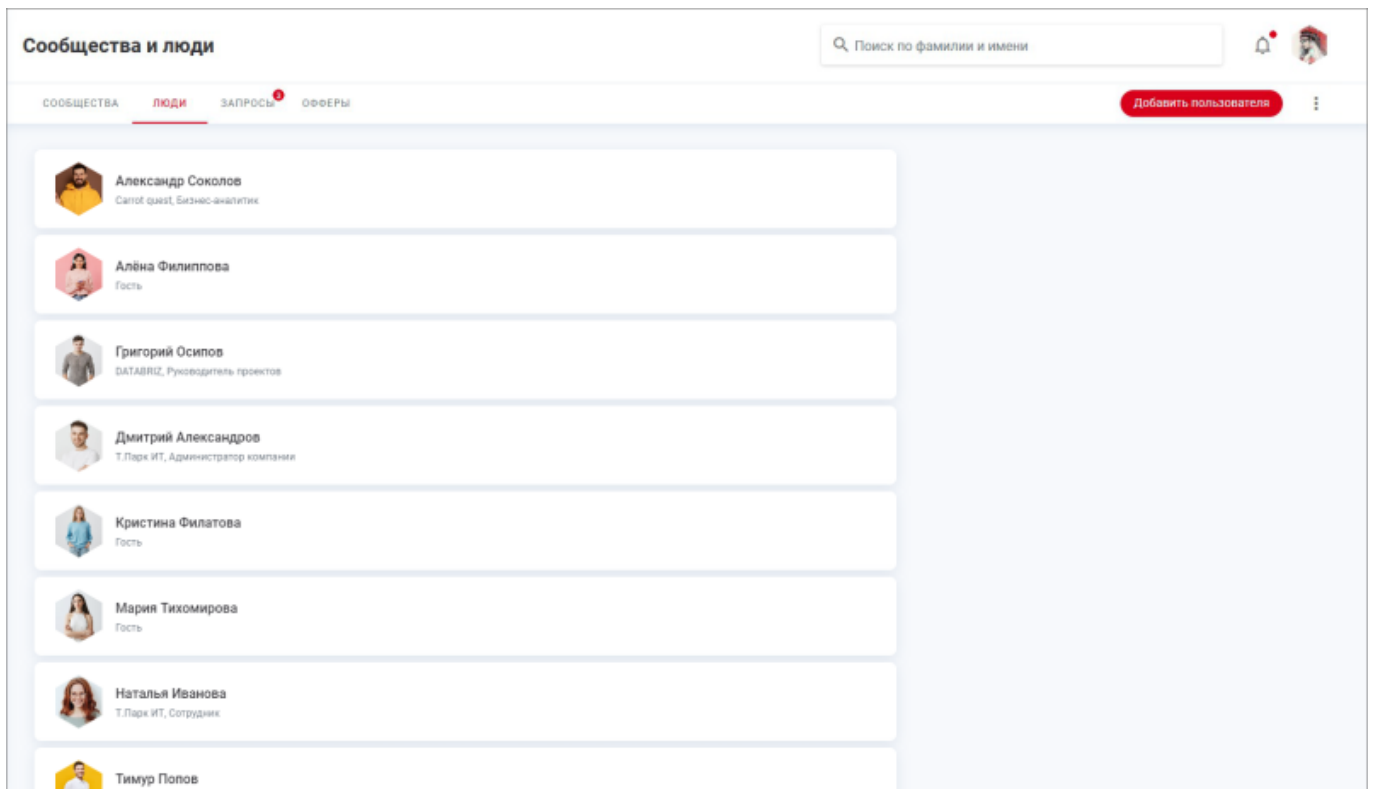 Сообщества и люди
Поиск по фамилии и имени
СООБЩЕСТВА ЛЮДИ ЗАПРОСЫ 3 ОФФЕРЫ Добавить пользователя
Александр Соколов
Carrot quest, Бизнес-аналитик
Алёна Филиппова
Гость
Григорий Осипов
DATABRIZ, Руководитель проектов
Дмитрий Александров
Т.Парк ИТ, Администратор компании
Кристина Филатова
Гость
Мария Тихомирова
Гость
Наталья Иванова
Т.Парк ИТ, Сотрудник
Тимур Попов